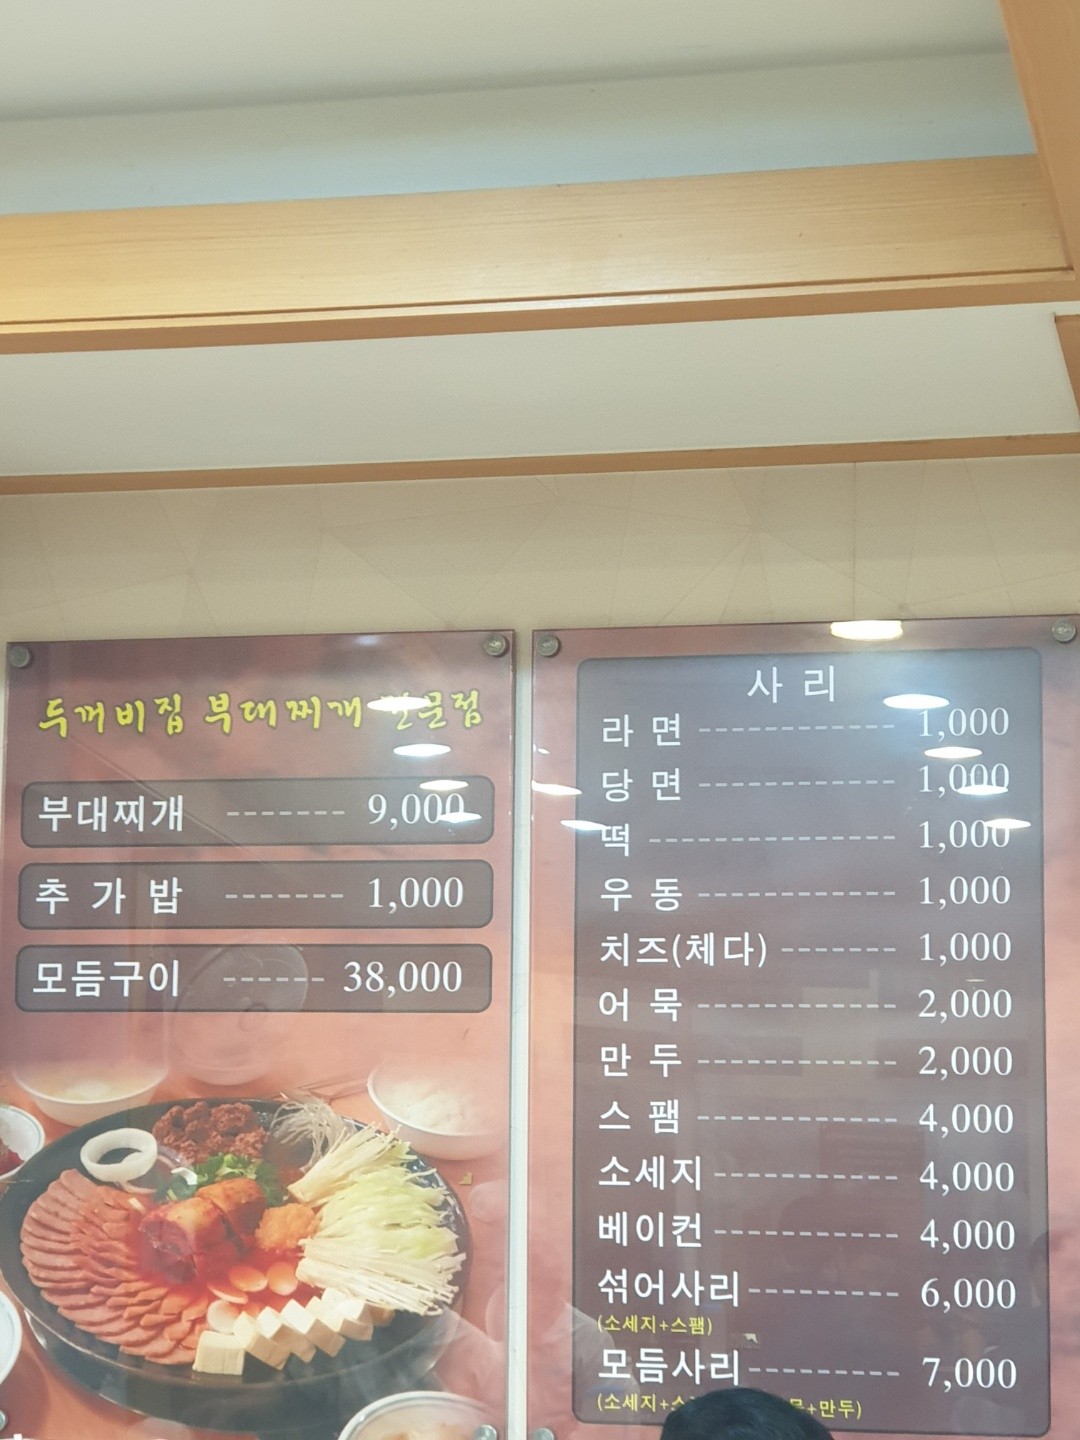 두꺼비집 부대찌개 전문점
부대찌개 ------- 9,000
추 가 밥 ------- 1,000
모듬구이 ------ 38,000
사 리
라 면 ------------ 1,000
당 면 ------------ 1,000
떡 --------------- 1,000
우 동 ------------ 1,000
치즈(체다) ------- 1,000
어 묵 ------------ 2,000
만 두 ------------ 2,000
스 팸 ------------ 4,000
소세지 ----------- 4,000
베이컨 ----------- 4,000
섞어사리 --------- 6,000
(소세지+스팸)
모듬사리 --------- 7,000
(소세지+ +만두)